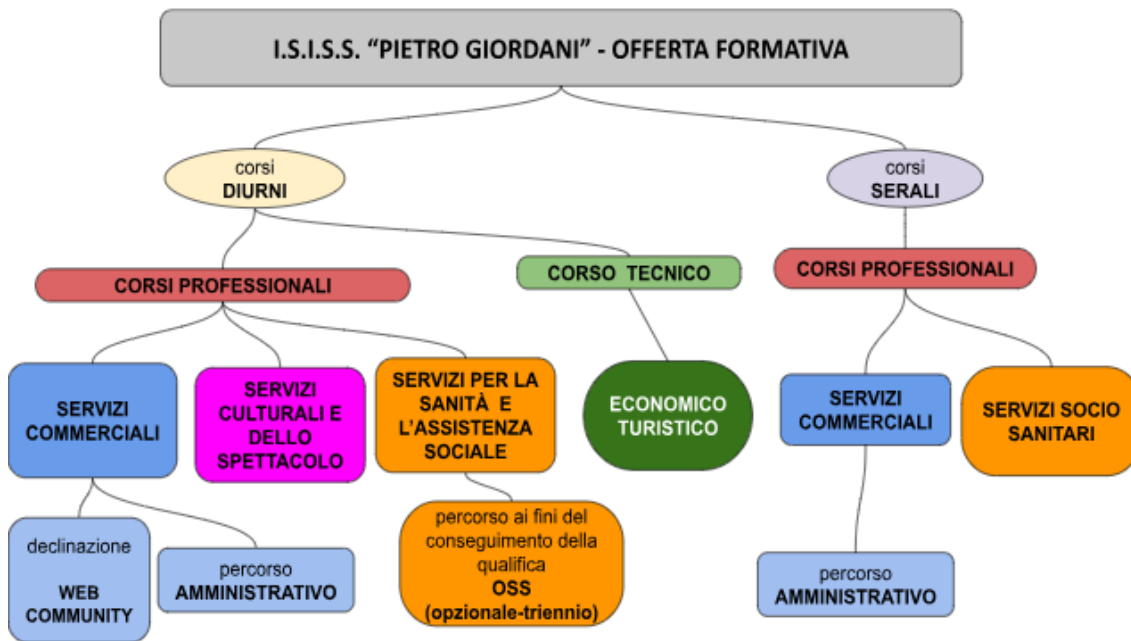 I.S.I.S.S. “PIETRO GIORDANI” - OFFERTA FORMATIVA
corsi
DIURNI
corsi
SERALI
CORSI PROFESSIONALI
CORSO TECNICO
CORSI PROFESSIONALI
SERVIZI
COMMERCIALI
SERVIZI
CULTURALI E
DELLO
SPETTACOLO
SERVIZI PER LA
SANITÀ E
L’ASSISTENZA
SOCIALE
ECONOMICO
TURISTICO
SERVIZI
COMMERCIALI
SERVIZI SOCIO
SANITARI
declinazione
WEB
COMMUNITY
percorso
AMMINISTRATIVO
percorso ai fini del
conseguimento della
qualifica
OSS
(opzionale-triennio)
percorso
AMMINISTRATIVO